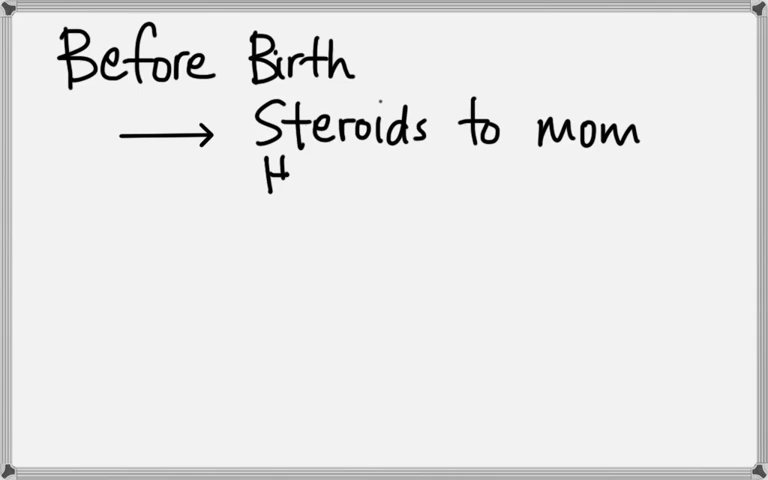 Before Birth
→ Steroids to mom
H